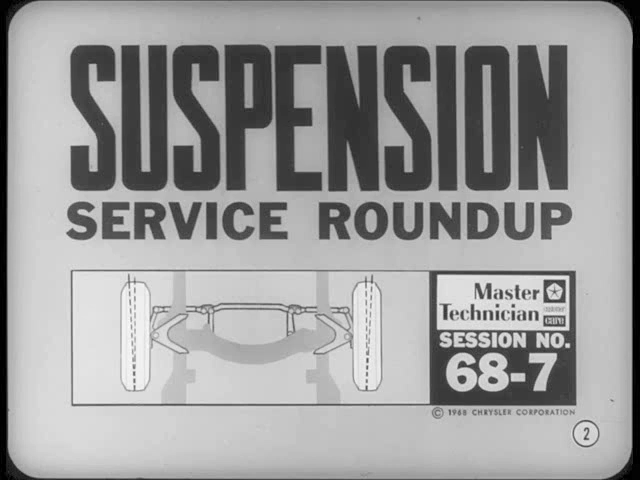 SUSPENSION
SERVICE ROUNDUP
Master
Technician
SESSION NO.
68-7
© 1968 CHRYSLER CORPORATION
2